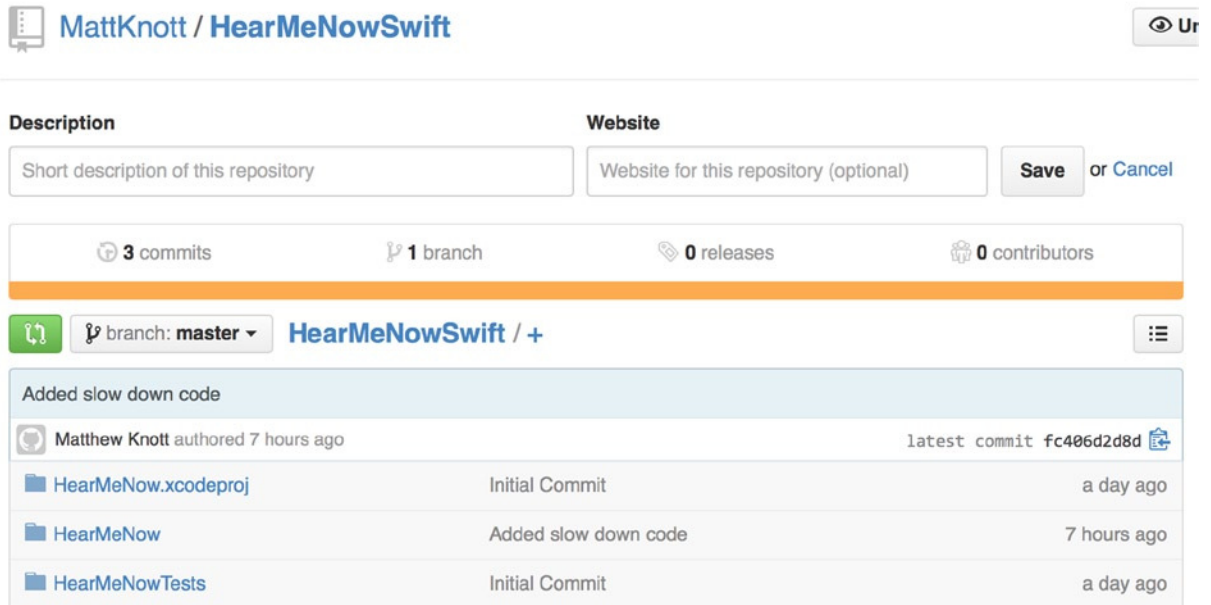 MattKnott / HearMeNowSwift
Un
Description
Website
Short description of this repository
Website for this repository (optional)
Save
or Cancel
3 commits
1 branch
0 releases
0 contributors
branch: master
HearMeNowSwift / +
Added slow down code
Matthew Knott authored 7 hours ago
latest commit fc406d2d8d
HearMeNow.xcodeproj
Initial Commit
a day ago
HearMeNow
Added slow down code
7 hours ago
HearMeNowTests
Initial Commit
a day ago